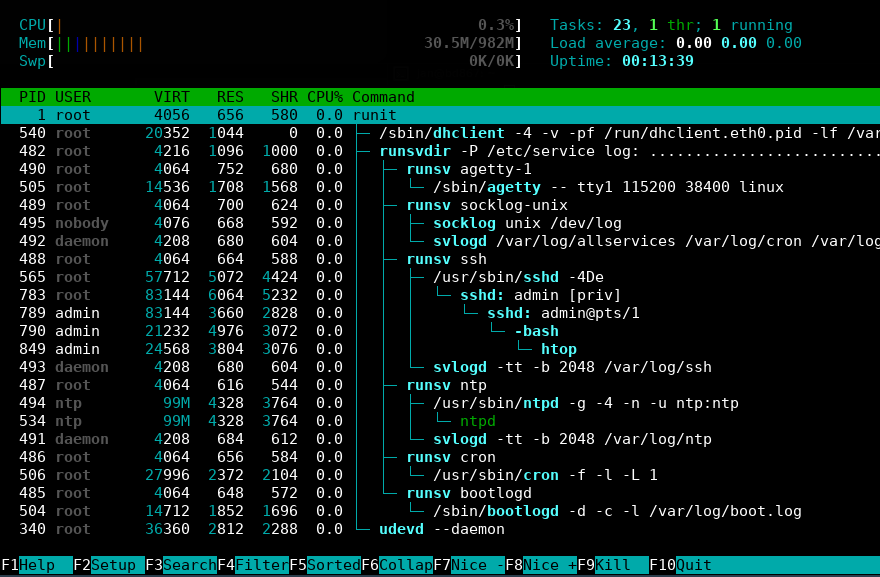 CPU[| 0.3%] Tasks: 23, 1 thr; 1 running
Mem[|||||||||| 30.5M/982M] Load average: 0.00 0.00 0.00
Swp[ 0K/0K] Uptime: 00:13:39
PID USER VIRT RES SHR CPU% Command
1 root 4056 656 580 0.0 runit
540 root 20352 1044 0 0.0 ├─ /sbin/dhclient -4 -v -pf /run/dhclient.eth0.pid -lf /var
482 root 4216 1096 1000 0.0 ├─ runsvdir -P /etc/service log: ..........................
490 root 4064 752 680 0.0 │ ├─ runsv agetty-1
505 root 14536 1708 1568 0.0 │ │ └─ /sbin/agetty -- tty1 115200 38400 linux
489 root 4064 700 624 0.0 │ ├─ runsv socklog-unix
495 nobody 4076 668 592 0.0 │ │ ├─ socklog unix /dev/log
492 daemon 4208 680 604 0.0 │ │ └─ svlogd /var/log/allservices /var/log/cron /var/log
488 root 4064 664 588 0.0 │ ├─ runsv ssh
565 root 57712 5072 4424 0.0 │ │ ├─ /usr/sbin/sshd -4De
783 root 83144 6064 5232 0.0 │ │ │ └─ sshd: admin [priv]
789 admin 83144 3660 2828 0.0 │ │ │ └─ sshd: admin@pts/1
790 admin 21232 4976 3072 0.0 │ │ │ └─ -bash
849 admin 24568 3804 3076 0.0 │ │ │ └─ htop
493 daemon 4208 680 604 0.0 │ │ └─ svlogd -tt -b 2048 /var/log/ssh
487 root 4064 616 544 0.0 │ ├─ runsv ntp
494 ntp 99M 4328 3764 0.0 │ │ ├─ /usr/sbin/ntpd -g -4 -n -u ntp:ntp
534 ntp 99M 4328 3764 0.0 │ │ │ └─ ntpd
491 daemon 4208 684 612 0.0 │ │ └─ svlogd -tt -b 2048 /var/log/ntp
486 root 4064 656 584 0.0 │ ├─ runsv cron
506 root 27996 2372 2104 0.0 │ │ └─ /usr/sbin/cron -f -l -L 1
485 root 4064 648 572 0.0 │ └─ runsv bootlogd
504 root 14712 1852 1696 0.0 │ └─ /sbin/bootlogd -d -c -l /var/log/boot.log
340 root 36360 2812 2288 0.0 └─ udevd --daemon
F1Help F2Setup F3SearchF4FilterF5SortedF6CollapF7Nice -F8Nice +F9Kill F10Quit